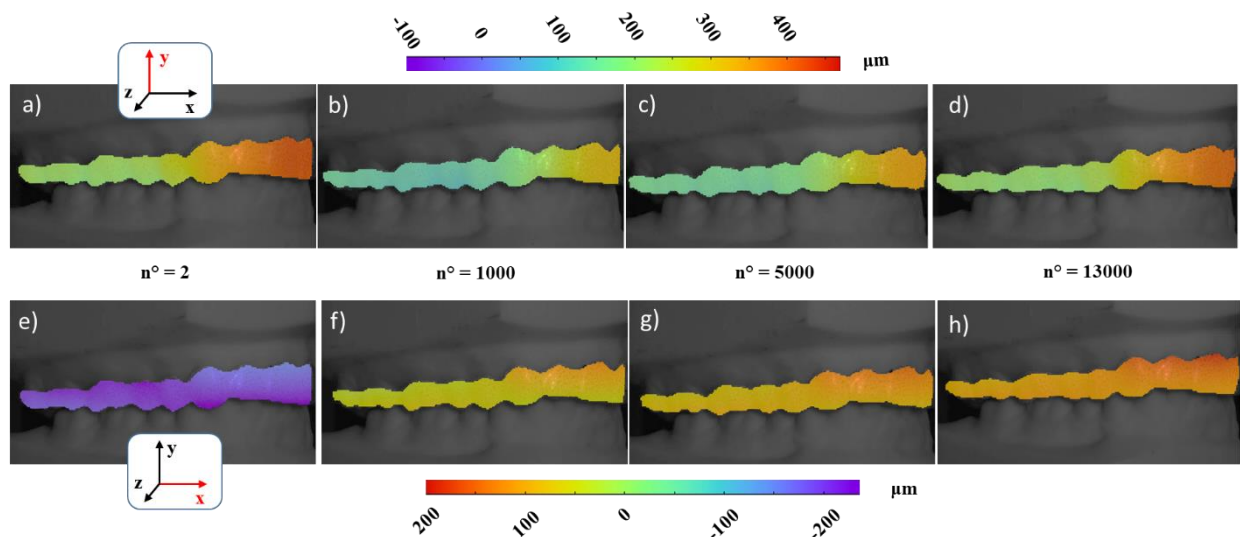 -100 0 100 200 300 400
µm
y
z x
a) b) c) d)
n° = 2 n° = 1000 n° = 5000 n° = 13000
e) f) g) h)
y
z x
µm
200 100 0 -100 -200